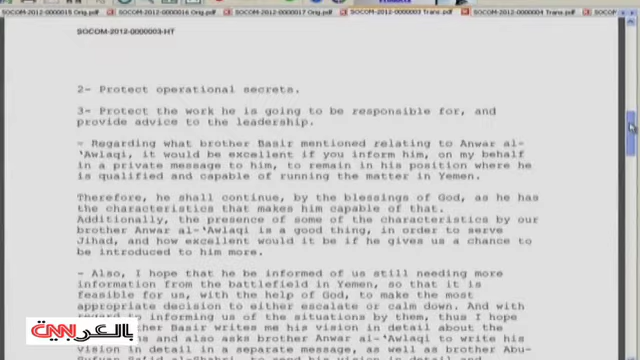 SOCOM-2012-0000015 Orig.pdf SOCOM-2012-0000016 Orig.pdf SOCOM-2012-0000017 Orig.pdf SOCOM-2012-0000003 Trans.pdf SOCOM-2012-0000004 Trans.pdf SOCOM-2012
SOCOM-2012-0000003-HT
2- Protect operational secrets.
3- Protect the work he is going to be responsible for, and
provide advice to the leadership.
- Regarding what brother Basir mentioned relating to Anwar al-
'Awlaqi, it would be excellent if you inform him, on my behalf
in a private message to him, to remain in his position where he
is qualified and capable of running the matter in Yemen.
Therefore, he shall continue, by the blessings of God, as he has
the characteristics that makes him capable of that.
Additionally, the presence of some of the characteristics by our
brother Anwar al-'Awlaqi is a good thing, in order to serve
Jihad, and how excellent would it be if he gives us a chance to
be introduced to him more.
- Also, I hope that he be informed of us still needing more
information from the battlefield in Yemen, so that it is
feasible for us, with the help of God, to make the most
appropriate decision to either escalate or calm down. And with
regard to informing us of the situations by them, thus I hope
brother Basir writes me his vision in detail about the
and also asks brother Anwar al-'Awlaqi to write his
vision in detail in a separate message, as well as brother Abu-
CNN بالعربية